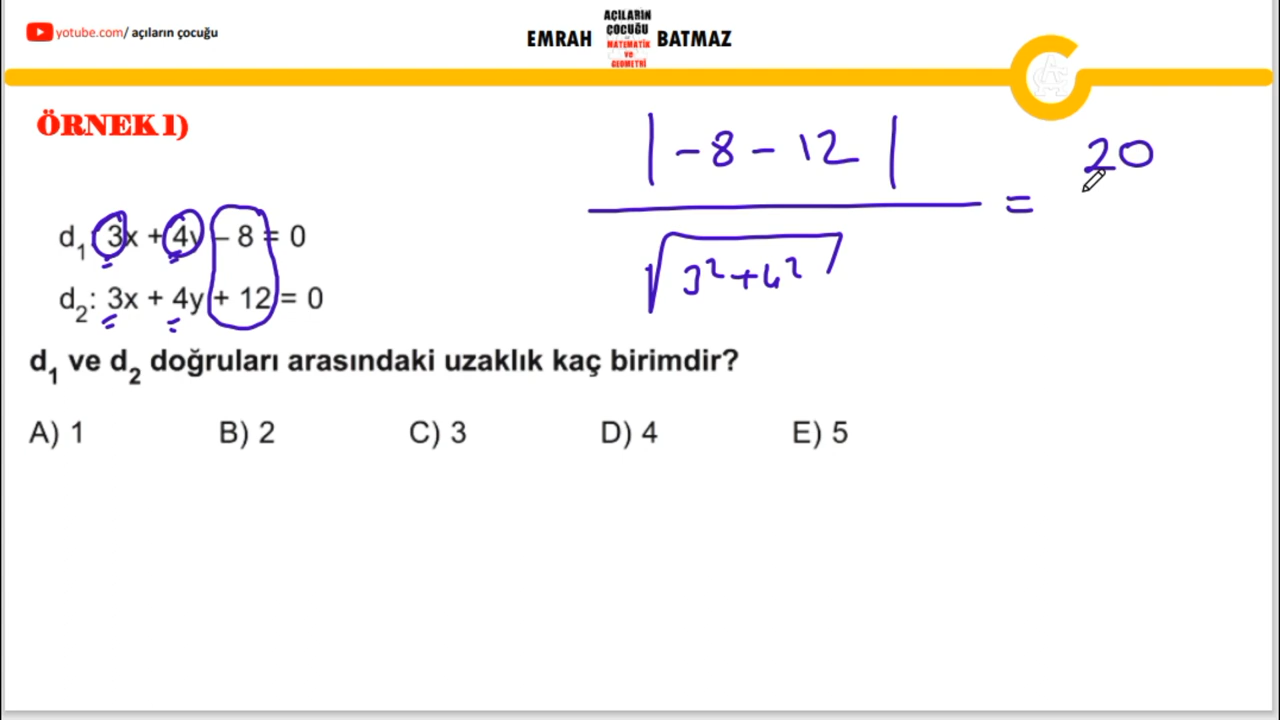 yotube.com/ açıların çocuğu
EMRAH
AÇILARIN
ÇOCUĞU
MATEMATİK
ve
GEOMETRİ
BATMAZ
ÖRNEK 1)
|-8 - 12|
20
=
√3²+4²
d₁: 3x + 4y - 8 = 0
d₂: 3x + 4y + 12 = 0
d₁ ve d₂ doğruları arasındaki uzaklık kaç birimdir?
A) 1 B) 2 C) 3 D) 4 E) 5